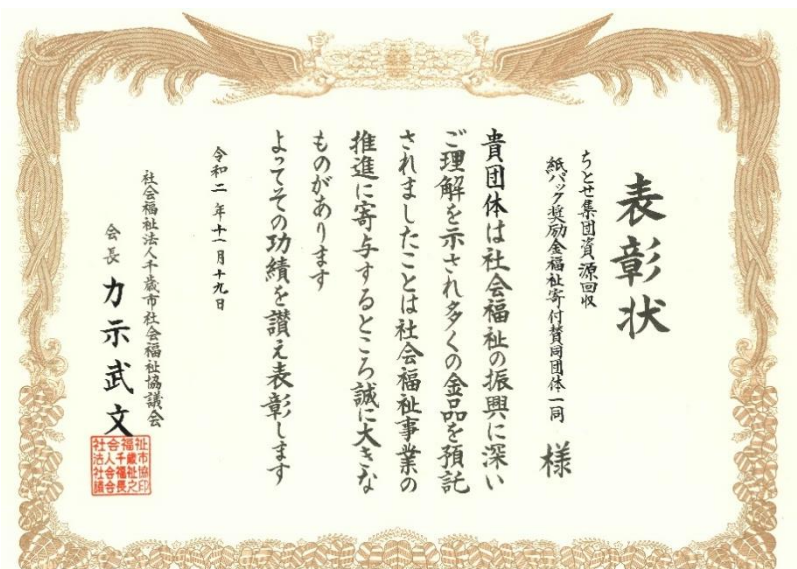 表彰状
ちとせ集団資源回収
紙パック奨励金福祉寄付賛同団体一同 様
貴団体は社会福祉の振興に深い
ご理解を示され多くの金品を預託
されましたことは社会福祉事業の
推進に寄与するところ誠に大きな
ものがあります
よってその功績を讃え表彰します
令和二年十一月十九日
社会福祉法人千歳市社会福祉協議会
会長 力示武文